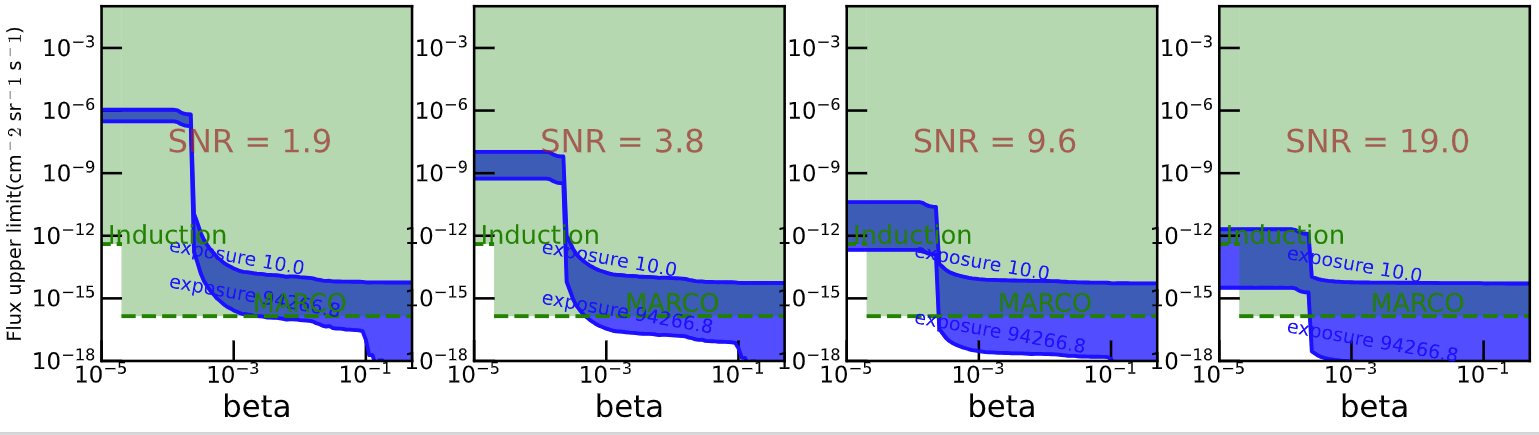 Flux upper limit(cm⁻2 sr⁻1 s⁻1)
10⁻³
10⁻⁶
10⁻⁹
10⁻¹²
10⁻¹⁵
10⁻¹⁸
SNR = 1.9
Induction
exposure 10.0
exposure 94266.8
MARCO
10⁻⁵ 10⁻³ 10⁻¹
beta
10⁻³
10⁻⁶
10⁻⁹
10⁻¹²
10⁻¹⁵
10⁻¹⁸
SNR = 3.8
Induction
exposure 10.0
MARCO
exposure 94266.8
10⁻⁵ 10⁻³ 10⁻¹
beta
10⁻³
10⁻⁶
10⁻⁹
10⁻¹²
10⁻¹⁵
10⁻¹⁸
SNR = 9.6
Induction
exposure 10.0
MARCO
exposure 94266.8
10⁻⁵ 10⁻³ 10⁻¹
beta
10⁻³
10⁻⁶
10⁻⁹
10⁻¹²
10⁻¹⁵
10⁻¹⁸
SNR = 19.0
Induction
exposure 10.0
MARCO
exposure 94266.8
10⁻⁵ 10⁻³ 10⁻¹
beta